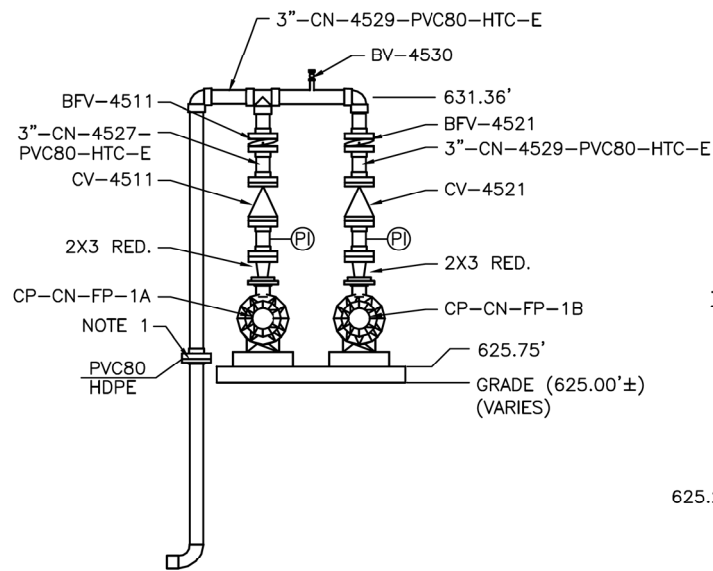 3"-CN-4529-PVC80-HTC-E
BV-4530
631.36'
BFV-4511
BFV-4521
3"-CN-4527-
PVC80-HTC-E
3"-CN-4529-PVC80-HTC-E
CV-4511
CV-4521
PI
PI
2X3 RED.
2X3 RED.
CP-CN-FP-1A
CP-CN-FP-1B
NOTE 1
625.75'
PVC80
HDPE
GRADE (625.00'±)
(VARIES)